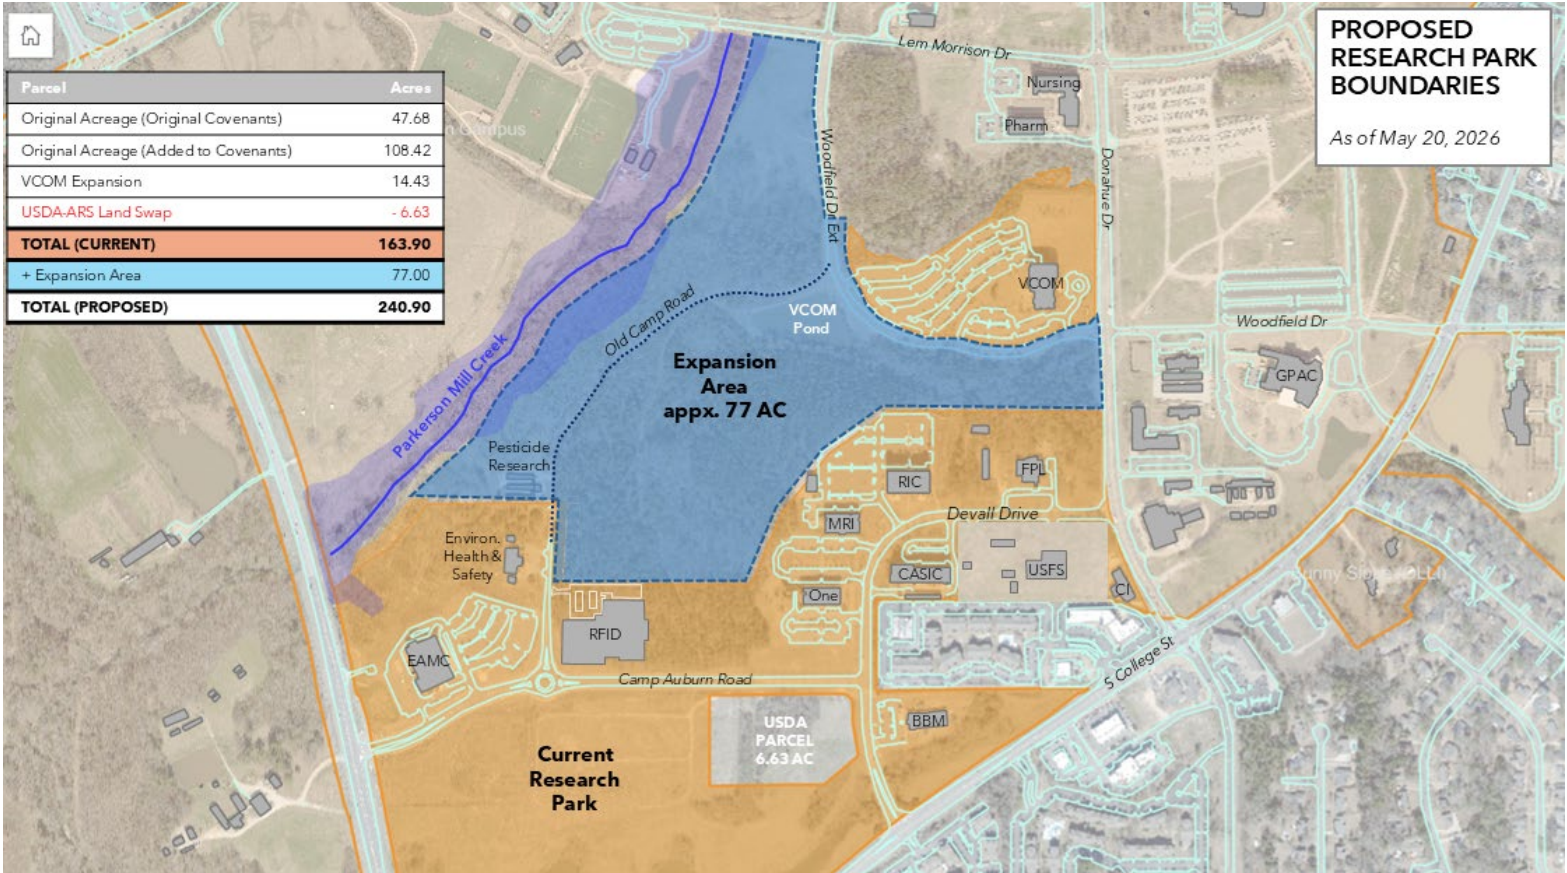 PROPOSED
RESEARCH PARK
BOUNDARIES
As of May 20, 2026
Parcel Acres
Original Acreage (Original Covenants) 47.68
Original Acreage (Added to Covenants) 108.42
VCOM Expansion 14.43
USDA-ARS Land Swap - 6.63
TOTAL (CURRENT) 163.90
+ Expansion Area 77.00
TOTAL (PROPOSED) 240.90
Lem Morrison Dr
Nursing
Pharm
Campus
Woodfield Dr Ext
Donahue Dr
VCOM
VCOM
Pond
Old Camp Road
Parkerson Mill Creek
Woodfield Dr
GPAC
Expansion
Area
appx. 77 AC
Pesticide
Research
RIC
FPL
MRI
Devall Drive
Environ.
Health &
Safety
CASIC
USFS
CI
One
RFID
EAMC
Camp Auburn Road
S College St
USDA
PARCEL
6.63 AC
BBM
Current
Research
Park